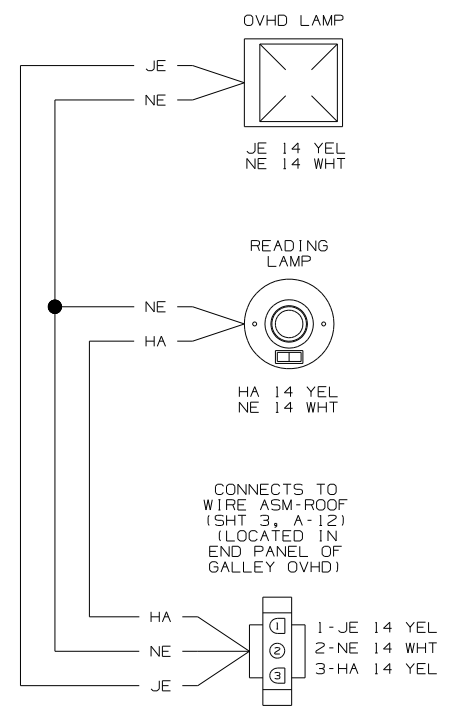 OVHD LAMP
JE
NE
JE 14 YEL
NE 14 WHT
READING
LAMP
NE
HA
HA 14 YEL
NE 14 WHT
CONNECTS TO
WIRE ASM-ROOF
(SHT 3, A-12)
(LOCATED IN
END PANEL OF
GALLEY OVHD)
HA
NE
JE
1
2
3
1-JE 14 YEL
2-NE 14 WHT
3-HA 14 YEL